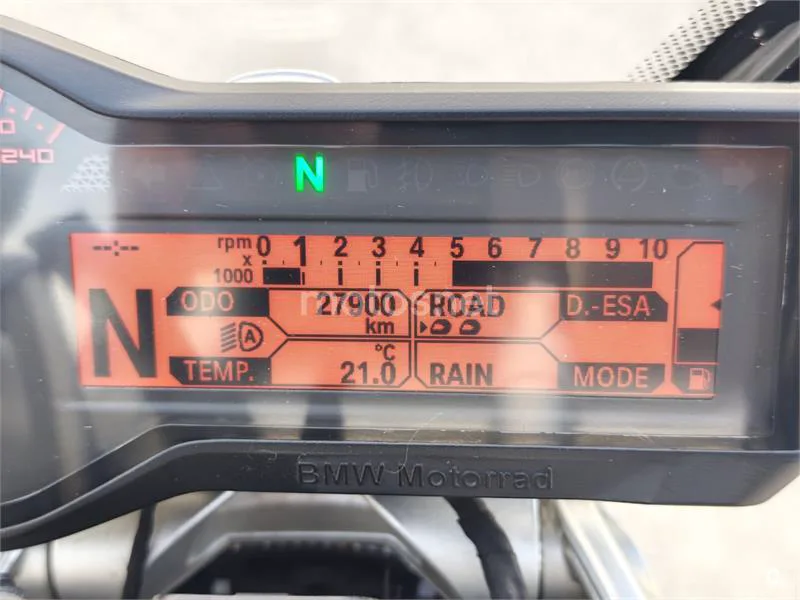 240
N
--:--
rpm 0 1 2 3 4 5 6 7 8 9 10
x
1000
N
ODO 27900 ROAD D.-ESA
km
A
°C
TEMP. 21.0 RAIN MODE
BMW Motorrad